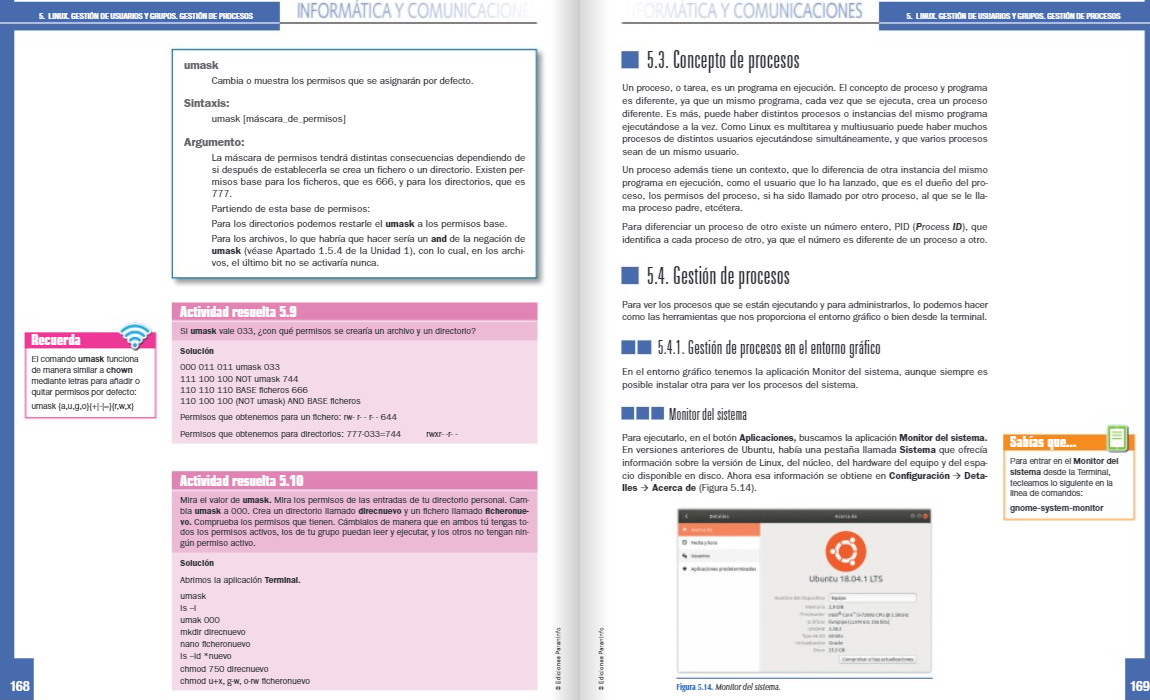 5. LINUX. GESTIÓN DE USUARIOS Y GRUPOS. GESTIÓN DE PROCESOS
INFORMÁTICA Y COMUNICACIONE
umask
Cambia o muestra los permisos que se asignarán por defecto.
Sintaxis:
umask [máscara_de_permisos]
Argumento:
La máscara de permisos tendrá distintas consecuencias dependiendo de
si después de establecerla se crea un fichero o un directorio. Existen per-
misos base para los ficheros, que es 666, y para los directorios, que es
777.
Partiendo de esta base de permisos:
Para los directorios podemos restarle el umask a los permisos base.
Para los archivos, lo que habría que hacer sería un and de la negación de
umask (véase Apartado 1.5.4 de la Unidad 1), con lo cual, en los archi-
vos, el último bit no se activaría nunca.
Recuerda
El comando umask funciona
de manera similar a chown
mediante letras para añadir o
quitar permisos por defecto:
umask {a,u,g,o}{+|-|=}{r,w,x}
Actividad resuelta 5.9
Si umask vale 033, ¿con qué permisos se crearía un archivo y un directorio?
Solución
000 011 011 umask 033
111 100 100 NOT umask 744
110 110 110 BASE ficheros 666
110 100 100 (NOT umask) AND BASE ficheros
Permisos que obtenemos para un fichero: rw- r- - r- - 644
Permisos que obtenemos para directorios: 777-033=744 rwxr- -r- -
Actividad resuelta 5.10
Mira el valor de umask. Mira los permisos de las entradas de tu directorio personal. Cam-
bia umask a 000. Crea un directorio llamado direcnuevo y un fichero llamado ficheronue-
vo. Comprueba los permisos que tienen. Cámbialos de manera que en ambos tú tengas to-
dos los permisos activos, los de tu grupo puedan leer y ejecutar, y los otros no tengan nin-
gún permiso activo.
Solución
Abrimos la aplicación Terminal.
umask
ls –l
umak 000
mkdir direcnuevo
nano ficheronuevo
ls –ld *nuevo
chmod 750 direcnuevo
chmod u+x, g-w, o-rw ficheronuevo
© Ediciones Paraninfo
168
INFORMÁTICA Y COMUNICACIONES
5. LINUX. GESTIÓN DE USUARIOS Y GRUPOS. GESTIÓN DE PROCESOS
5.3. Concepto de procesos
Un proceso, o tarea, es un programa en ejecución. El concepto de proceso y programa
es diferente, ya que un mismo programa, cada vez que se ejecuta, crea un proceso
diferente. Es más, puede haber distintos procesos o instancias del mismo programa
ejecutándose a la vez. Como Linux es multitarea y multiusuario puede haber muchos
procesos de distintos usuarios ejecutándose simultáneamente, y que varios procesos
sean de un mismo usuario.
Un proceso además tiene un contexto, que lo diferencia de otra instancia del mismo
programa en ejecución, como el usuario que lo ha lanzado, que es el dueño del pro-
ceso, los permisos del proceso, si ha sido llamado por otro proceso, al que se le lla-
ma proceso padre, etcétera.
Para diferenciar un proceso de otro existe un número entero, PID (Process ID), que
identifica a cada proceso de otro, ya que el número es diferente de un proceso a otro.
5.4. Gestión de procesos
Para ver los procesos que se están ejecutando y para administrarlos, lo podemos hacer
como las herramientas que nos proporciona el entorno gráfico o bien desde la terminal.
5.4.1. Gestión de procesos en el entorno gráfico
En el entorno gráfico tenemos la aplicación Monitor del sistema, aunque siempre es
posible instalar otra para ver los procesos del sistema.
Monitor del sistema
Para ejecutarlo, en el botón Aplicaciones, buscamos la aplicación Monitor del sistema.
En versiones anteriores de Ubuntu, había una pestaña llamada Sistema que ofrecía
información sobre la versión de Linux, del núcleo, del hardware del equipo y del espa-
cio disponible en disco. Ahora esa información se obtiene en Configuración → Deta-
lles → Acerca de (Figura 5.14).
Sabías que...
Para entrar en el Monitor del
sistema desde la Terminal,
tecleamos lo siguiente en la
línea de comandos:
gnome-system-monitor
Detalles
Acerca de
Acerca de
Fecha y hora
Usuarios
Aplicaciones predeterminadas
Ubuntu 18.04.1 LTS
Nombre del dispositivo Equipo
Memoria
Procesador
Gráficos
GNOME 3.28.2
Tipo de SO 64 bits
Virtualización Oracle
Disco
Comprobar si hay actualizaciones
Figura 5.14. Monitor del sistema.
© Ediciones Paraninfo
169